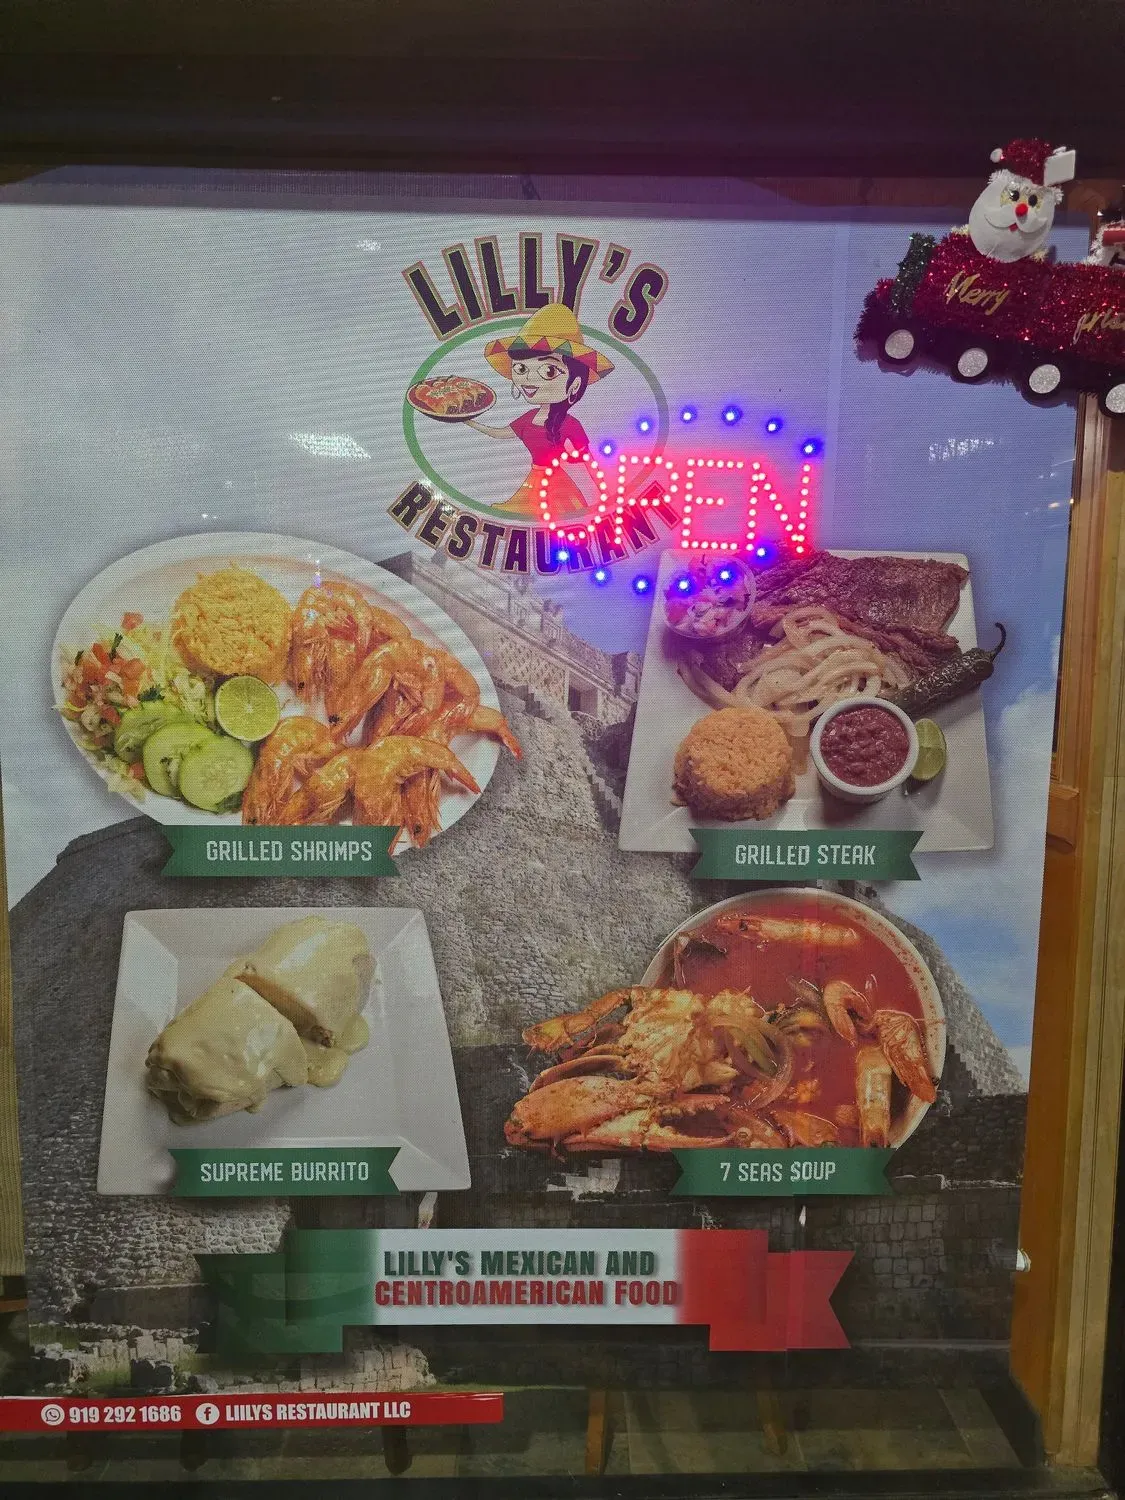 LILLY'S
RESTAURANT
OPEN
Merry
GRILLED SHRIMPS
GRILLED STEAK
SUPREME BURRITO
7 SEAS SOUP
LILLY'S MEXICAN AND
CENTROAMERICAN FOOD
919 292 1686 LIILYS RESTAURANT LLC